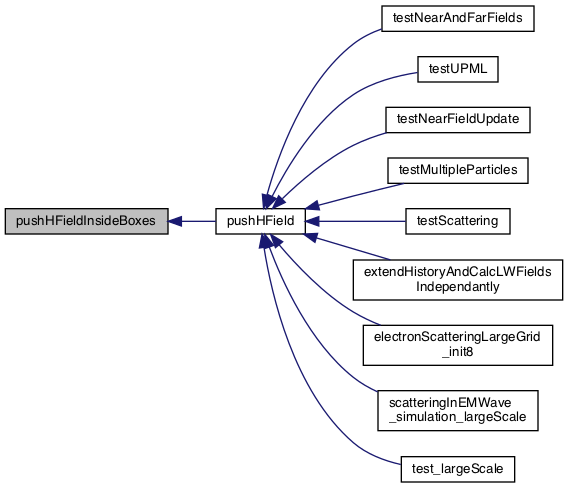 testNearAndFarFields
testUPML
testNearFieldUpdate
testMultipleParticles
pushHFieldInsideBoxes
pushHField
testScattering
extendHistoryAndCalcLWFields
Independantly
electronScatteringLargeGrid
_init8
scatteringInEMWave
_simulation_largeScale
test_largeScale